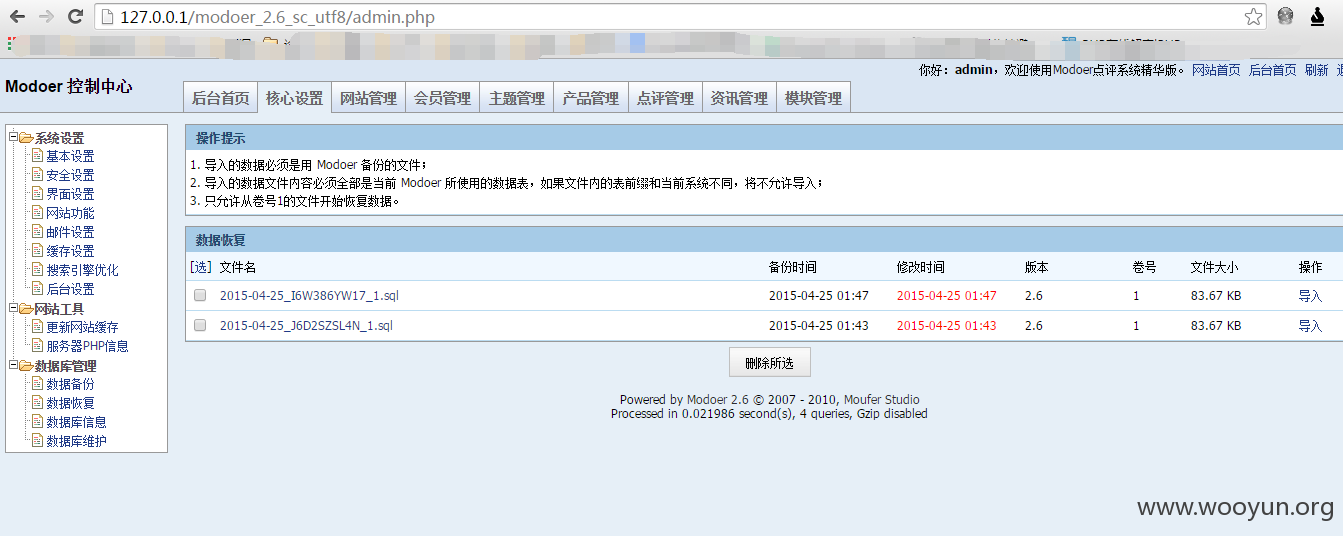 127.0.0.1/modoer_2.6_sc_utf8/admin.php
你好：admin，欢迎使用Modoer点评系统精华版。 网站首页 后台首页 刷新
Modoer 控制中心
后台首页 核心设置 网站管理 会员管理 主题管理 产品管理 点评管理 资讯管理 模块管理
系统设置
基本设置
安全设置
界面设置
网站功能
邮件设置
缓存设置
搜索引擎优化
后台设置
网站工具
更新网站缓存
服务器PHP信息
数据库管理
数据备份
数据恢复
数据库信息
数据库维护
操作提示
1. 导入的数据必须是用 Modoer 备份的文件；
2. 导入的数据文件内容必须全部是当前 Modoer 所使用的数据表，如果文件内的表前缀和当前系统不同，将不允许导入；
3. 只允许从卷号1的文件开始恢复数据。
数据恢复
[选] 文件名 备份时间 修改时间 版本 卷号 文件大小 操作
2015-04-25_I6W386YW17_1.sql 2015-04-25 01:47 2015-04-25 01:47 2.6 1 83.67 KB 导入
2015-04-25_J6D2SZSL4N_1.sql 2015-04-25 01:43 2015-04-25 01:43 2.6 1 83.67 KB 导入
删除所选
Powered by Modoer 2.6 © 2007 - 2010, Moufer Studio
Processed in 0.021986 second(s), 4 queries, Gzip disabled
www.wooyun.org